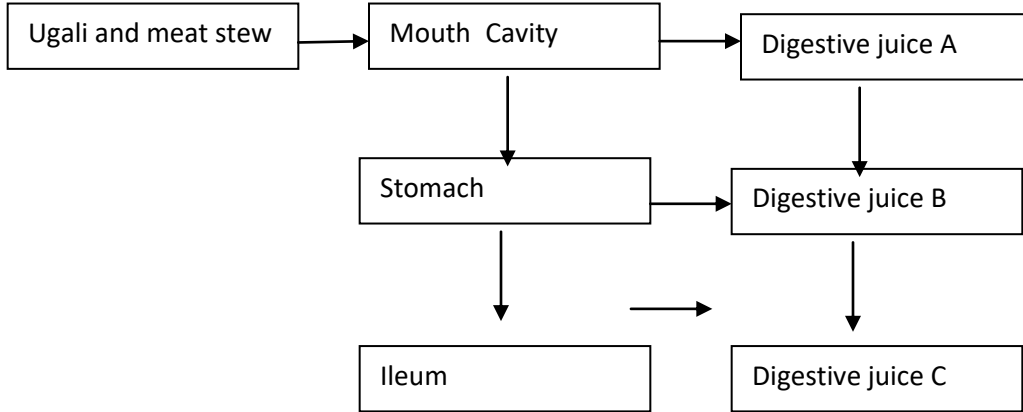 Ugali and meat stew
Mouth Cavity
Digestive juice A
Stomach
Digestive juice B
Ileum
Digestive juice C